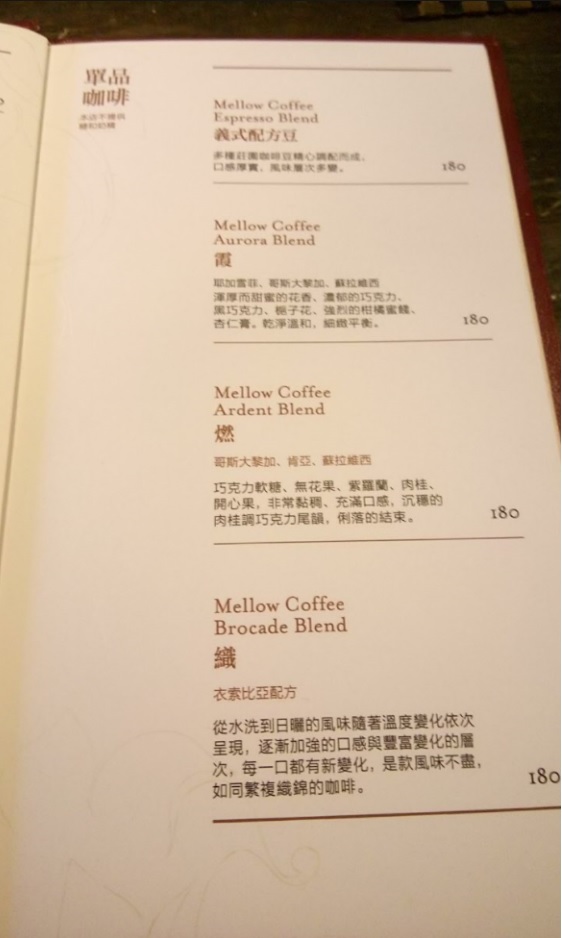 單品
咖啡
本店不提供
糖和奶精
Mellow Coffee
Espresso Blend
義式配方豆
多種莊園咖啡豆精心調配而成,
口感厚實, 風味層次多變。
180
Mellow Coffee
Aurora Blend
霞
耶加雪菲、哥斯大黎加、蘇拉維西
渾厚而甜蜜的花香、濃郁的巧克力、
黑巧克力、梔子花、強烈的柑橘蜜餞、
杏仁膏。乾淨溫和, 細緻平衡。
180
Mellow Coffee
Ardent Blend
燃
哥斯大黎加、肯亞、蘇拉維西
巧克力軟糖、無花果、紫羅蘭、肉桂、
開心果, 非常黏稠、充滿口感, 沉穩的
肉桂調巧克力尾韻, 俐落的結束。
180
Mellow Coffee
Brocade Blend
織
衣索比亞配方
從水洗到日曬的風味隨著溫度變化依次
呈現, 逐漸加強的口感與豐富變化的層
次, 每一口都有新變化, 是款風味不盡,
如同繁複織錦的咖啡。
180